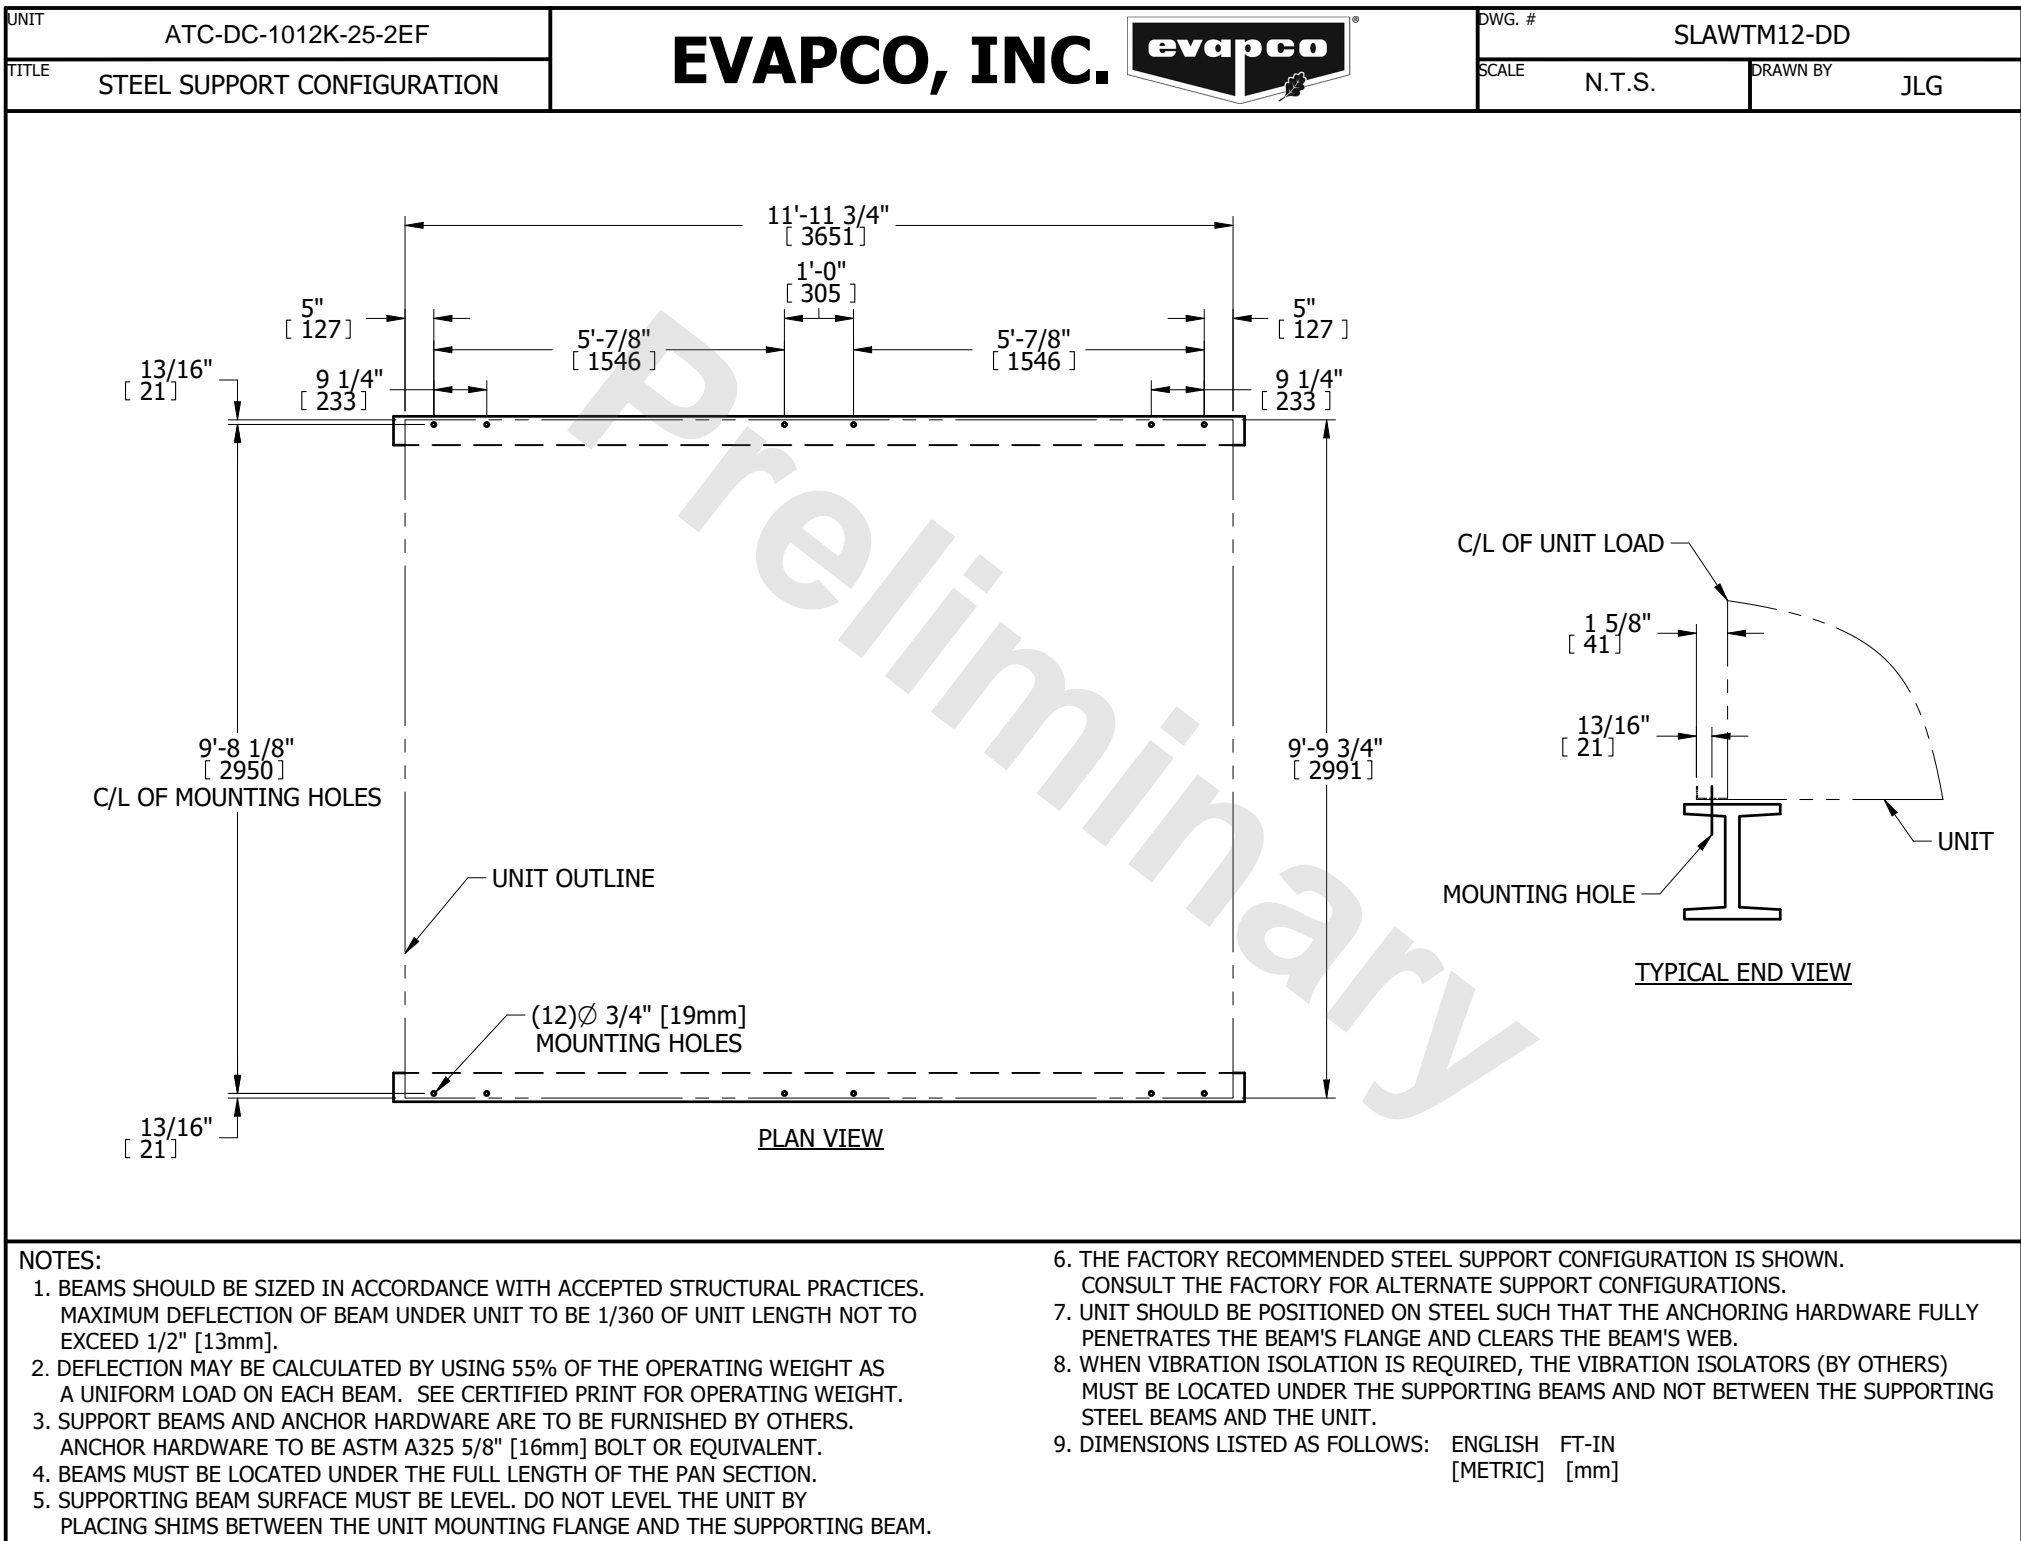 UNIT
ATC-DC-1012K-25-2EF
TITLE
STEEL SUPPORT CONFIGURATION
EVAPCO, INC.
evapco
®
DWG. #
SLAWTM12-DD
SCALE
N.T.S.
DRAWN BY
JLG
11'-11 3/4"
[ 3651 ]
1'-0"
[ 305 ]
5"
[ 127 ]
5'-7/8"
[ 1546 ]
5'-7/8"
[ 1546 ]
5"
[ 127 ]
13/16"
[ 21 ]
9 1/4"
[ 233 ]
9 1/4"
[ 233 ]
Preliminary
C/L OF UNIT LOAD
1 5/8"
[ 41 ]
13/16"
[ 21 ]
9'-8 1/8"
[ 2950 ]
C/L OF MOUNTING HOLES
9'-9 3/4"
[ 2991 ]
UNIT
UNIT OUTLINE
MOUNTING HOLE
TYPICAL END VIEW
(12)∅ 3/4" [19mm]
MOUNTING HOLES
13/16"
[ 21 ]
PLAN VIEW
NOTES:
1. BEAMS SHOULD BE SIZED IN ACCORDANCE WITH ACCEPTED STRUCTURAL PRACTICES.
MAXIMUM DEFLECTION OF BEAM UNDER UNIT TO BE 1/360 OF UNIT LENGTH NOT TO
EXCEED 1/2" [13mm].
2. DEFLECTION MAY BE CALCULATED BY USING 55% OF THE OPERATING WEIGHT AS
A UNIFORM LOAD ON EACH BEAM. SEE CERTIFIED PRINT FOR OPERATING WEIGHT.
3. SUPPORT BEAMS AND ANCHOR HARDWARE ARE TO BE FURNISHED BY OTHERS.
ANCHOR HARDWARE TO BE ASTM A325 5/8" [16mm] BOLT OR EQUIVALENT.
4. BEAMS MUST BE LOCATED UNDER THE FULL LENGTH OF THE PAN SECTION.
5. SUPPORTING BEAM SURFACE MUST BE LEVEL. DO NOT LEVEL THE UNIT BY
PLACING SHIMS BETWEEN THE UNIT MOUNTING FLANGE AND THE SUPPORTING BEAM.
6. THE FACTORY RECOMMENDED STEEL SUPPORT CONFIGURATION IS SHOWN.
CONSULT THE FACTORY FOR ALTERNATE SUPPORT CONFIGURATIONS.
7. UNIT SHOULD BE POSITIONED ON STEEL SUCH THAT THE ANCHORING HARDWARE FULLY
PENETRATES THE BEAM'S FLANGE AND CLEARS THE BEAM'S WEB.
8. WHEN VIBRATION ISOLATION IS REQUIRED, THE VIBRATION ISOLATORS (BY OTHERS)
MUST BE LOCATED UNDER THE SUPPORTING BEAMS AND NOT BETWEEN THE SUPPORTING
STEEL BEAMS AND THE UNIT.
9. DIMENSIONS LISTED AS FOLLOWS: ENGLISH FT-IN
[METRIC] [mm]